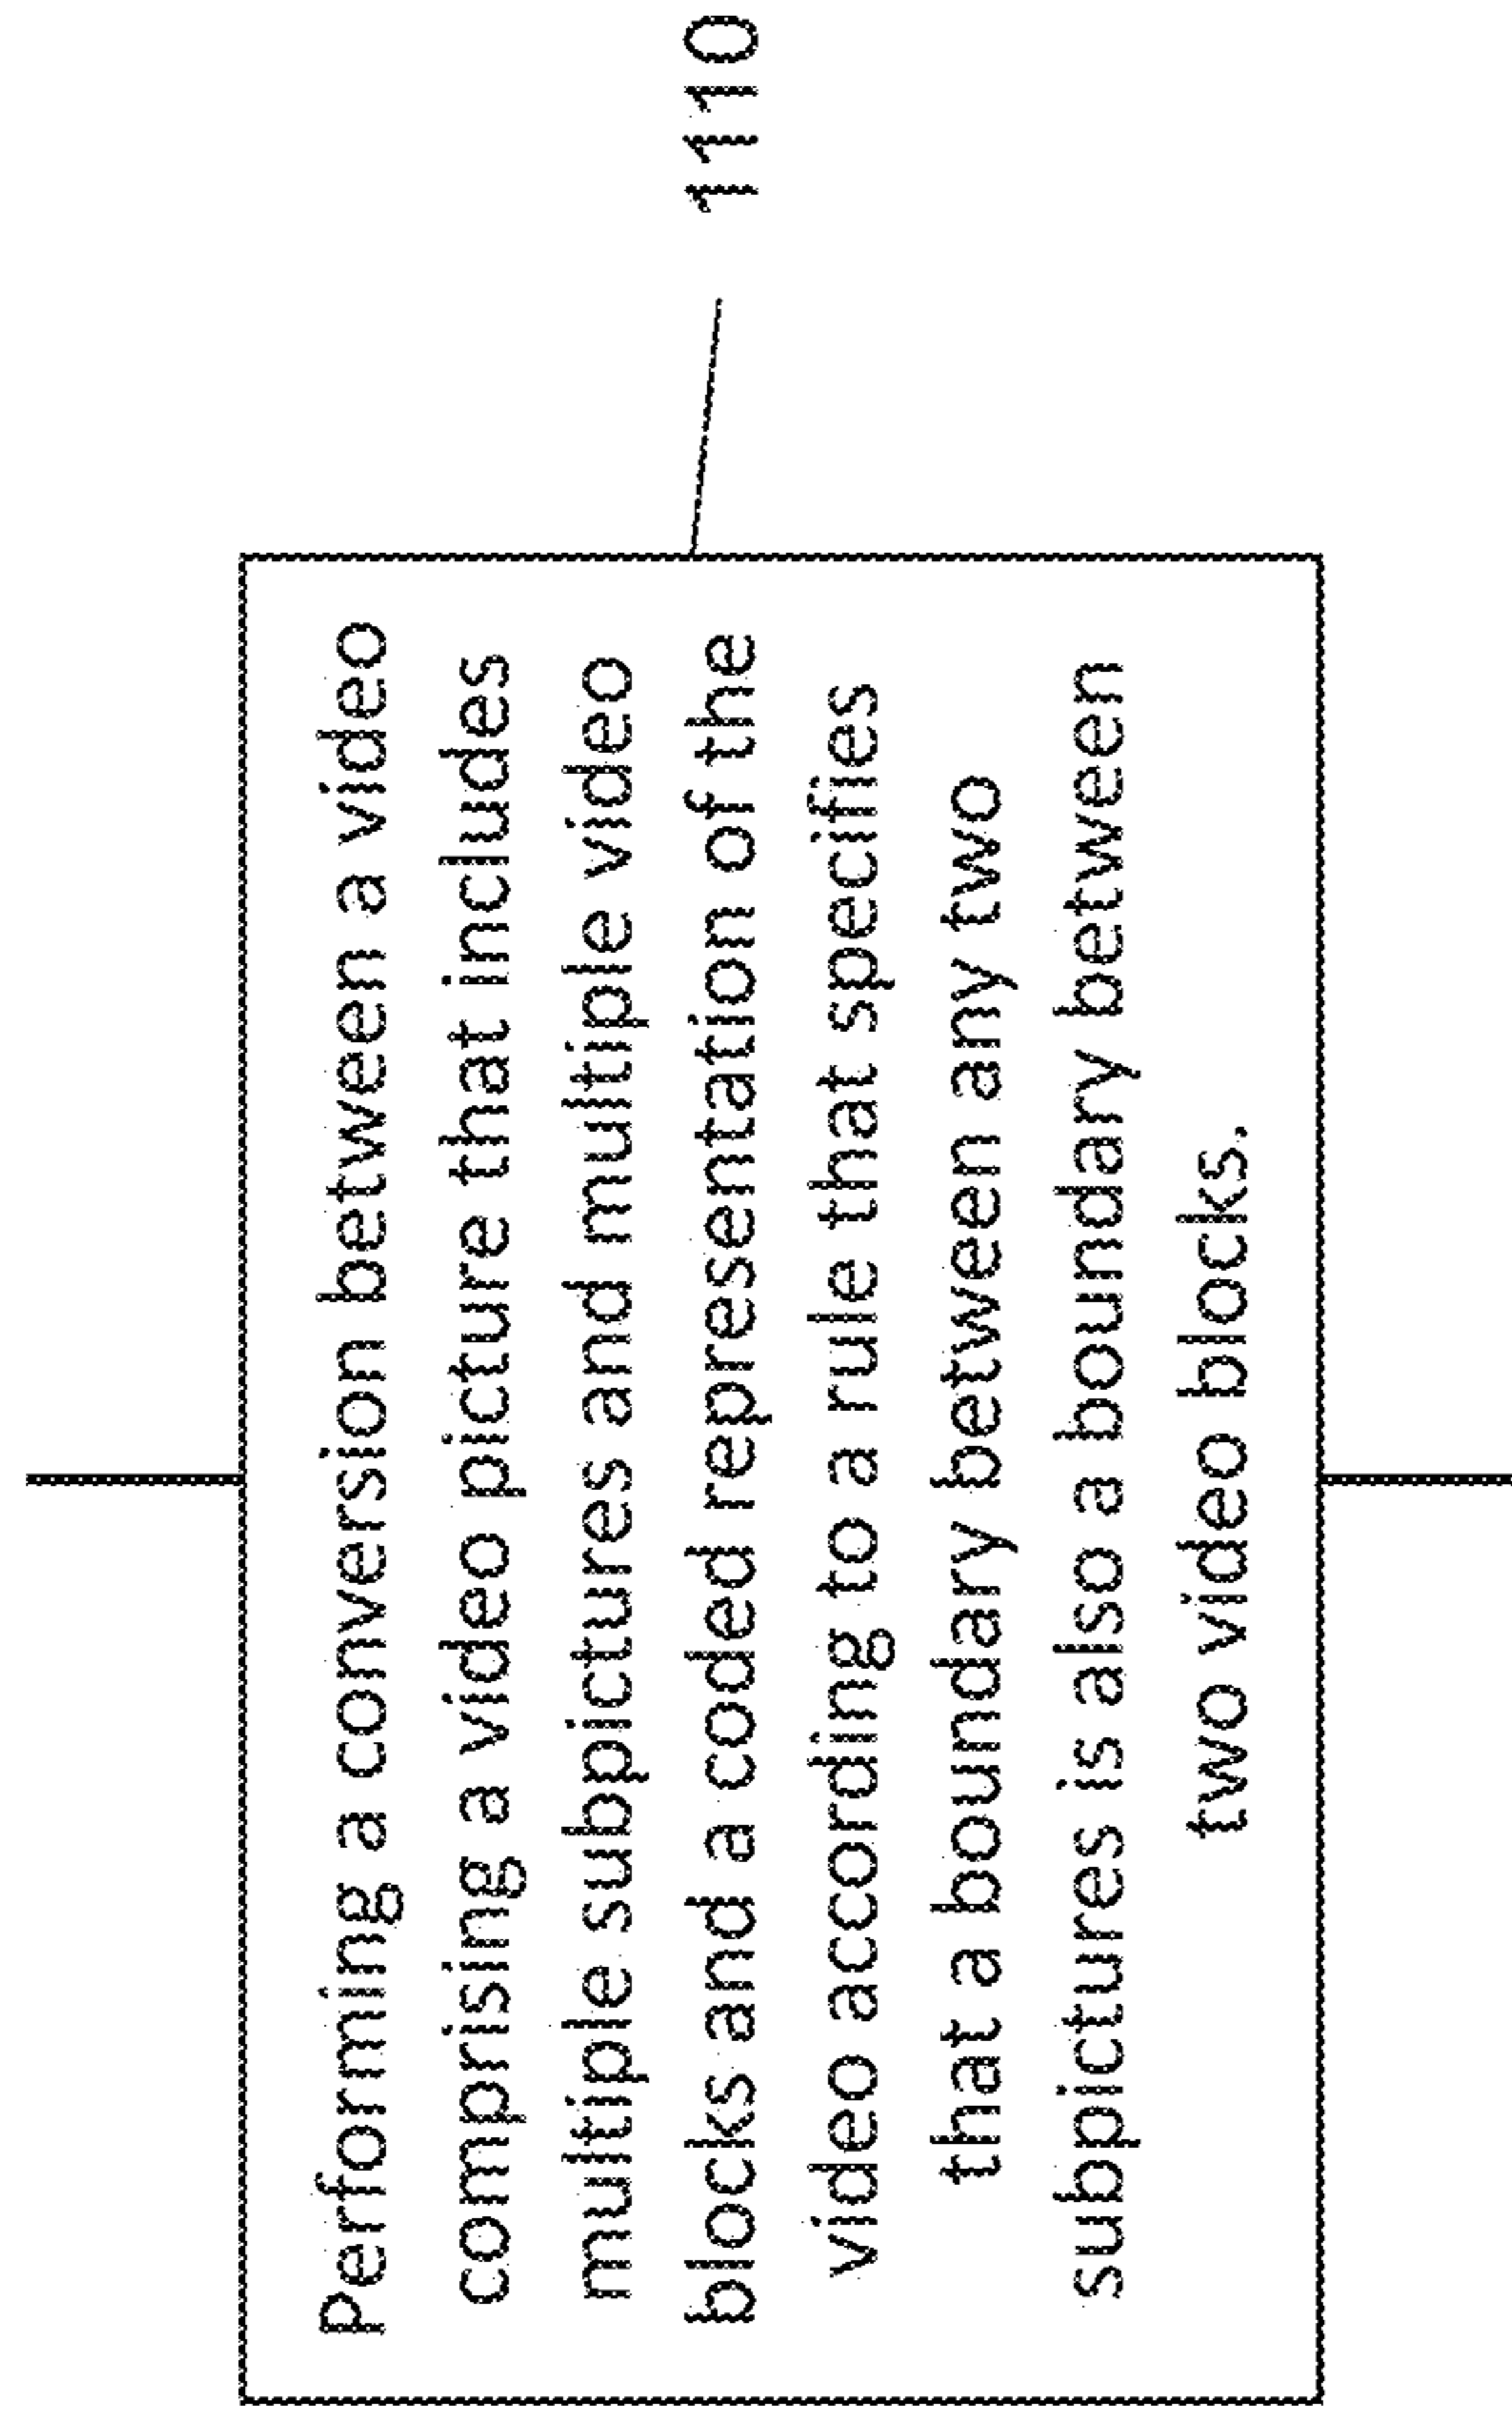 1110
Performing a conversion between a video
comprising a video picture that includes
multiple subpictures and multiple video
blocks and a coded representation of the
video according to a rule that specifies
that a boundary between any two
subpictures is also a boundary between
two video blocks.